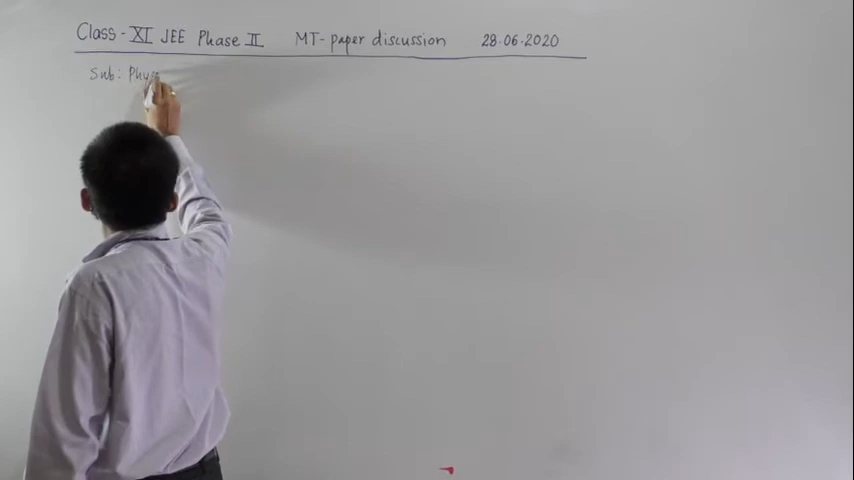 Class - XI JEE Phase II MT- paper discussion 28.06.2020
Sub: Phys